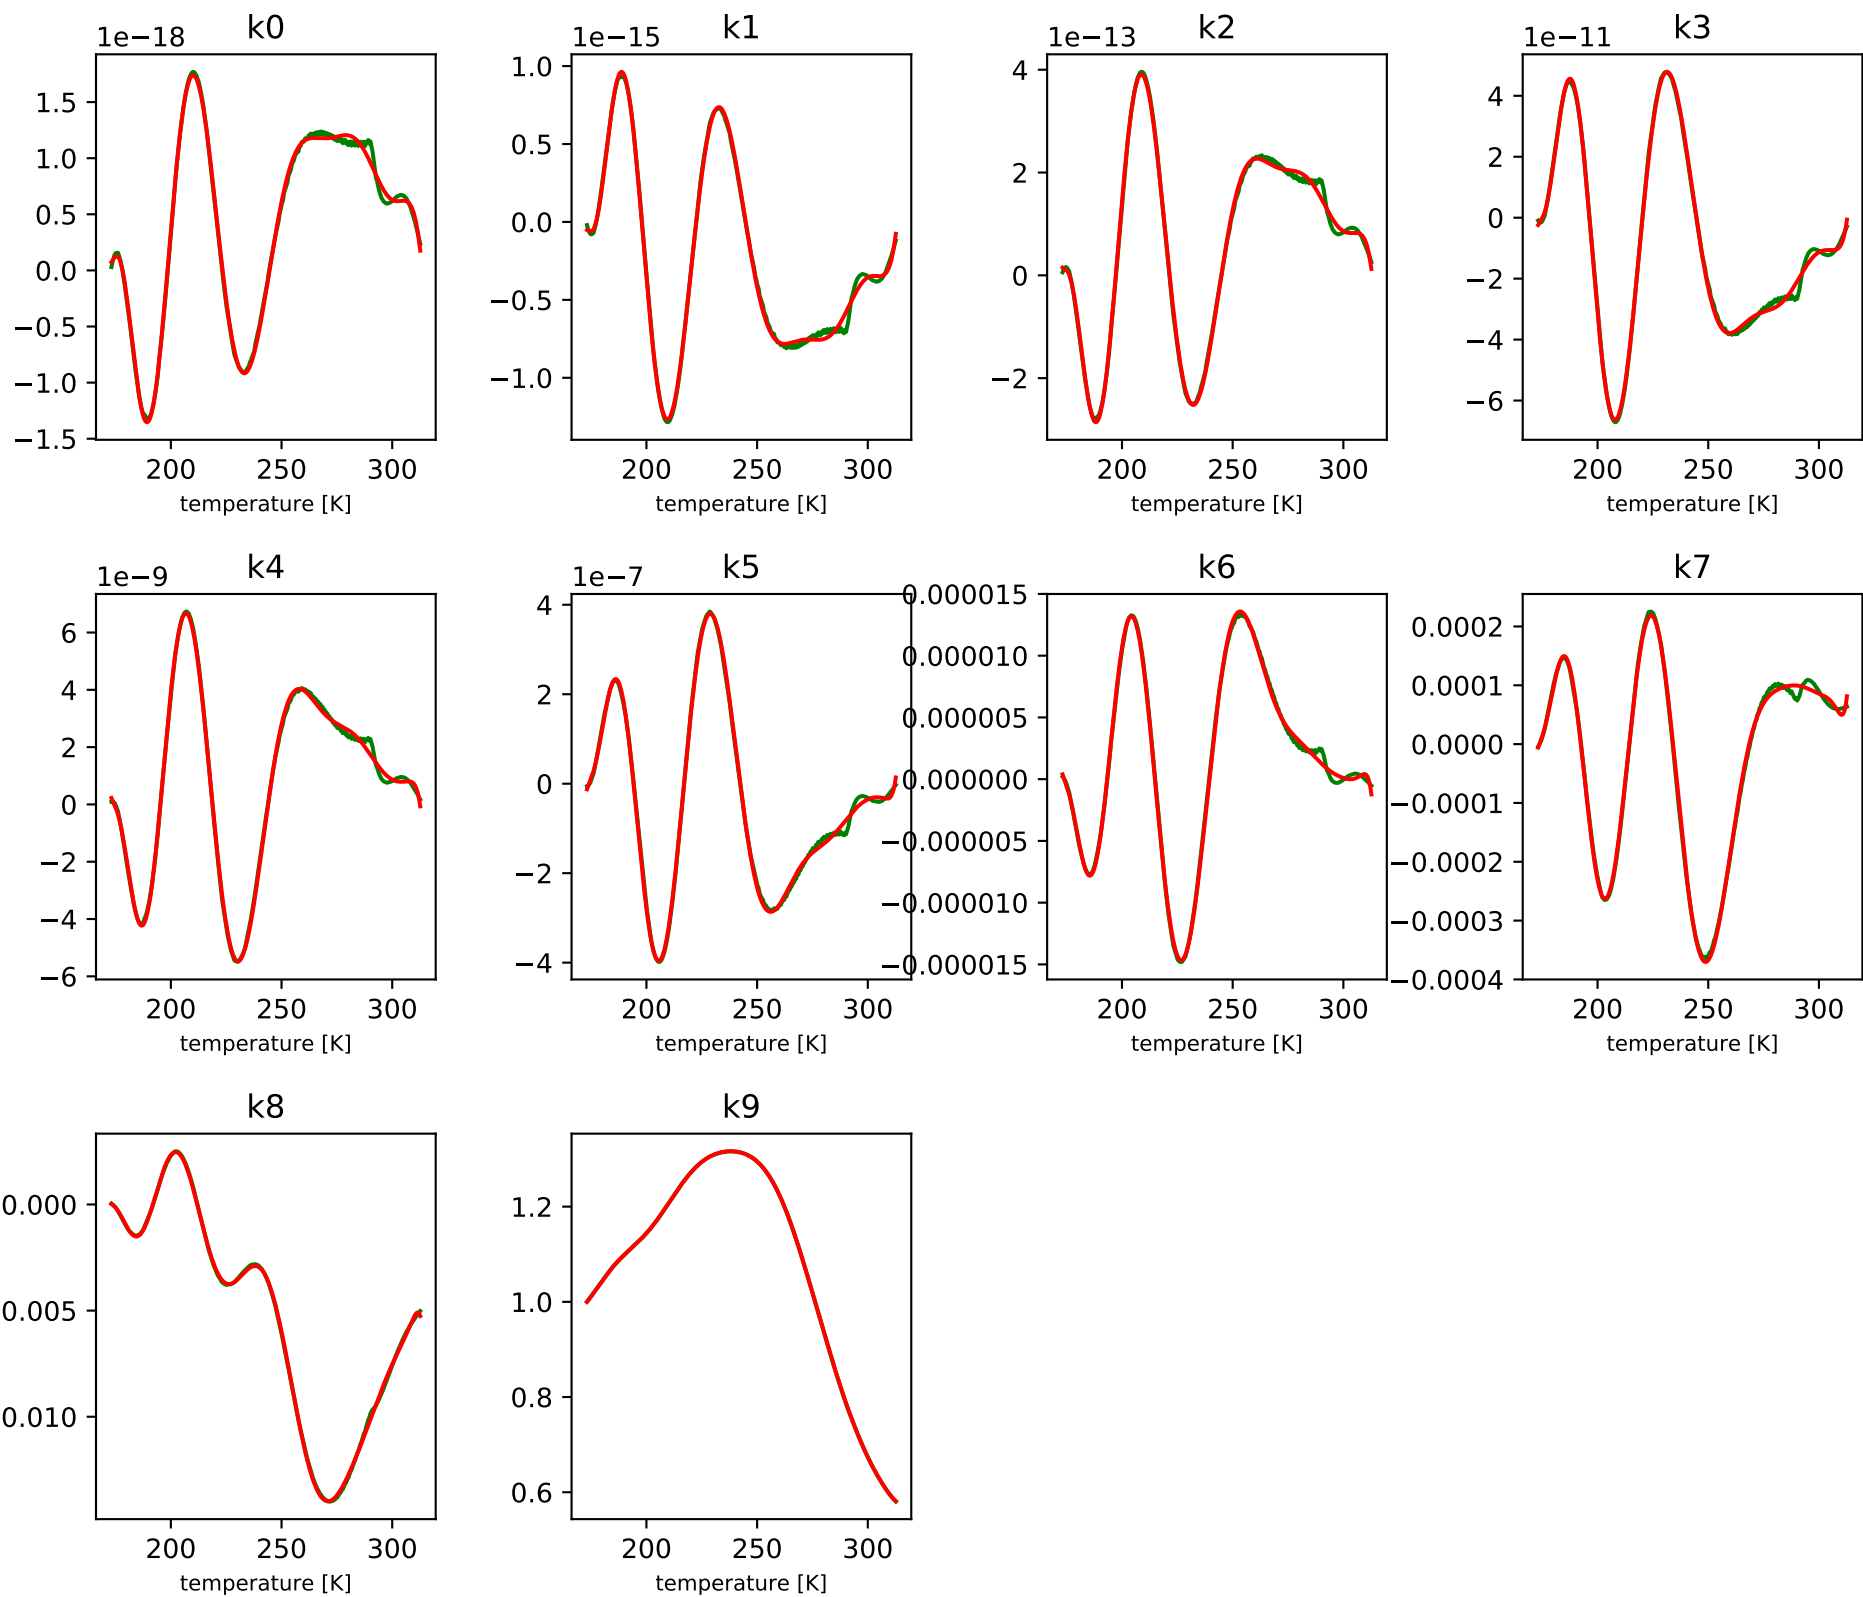 k0
1e−18
1.5
1.0
0.5
0.0
−0.5
−1.0
−1.5
200 250 300
temperature [K]
k1
1e−15
1.0
0.5
0.0
−0.5
−1.0
200 250 300
temperature [K]
k2
1e−13
4
2
0
−2
200 250 300
temperature [K]
k3
1e−11
4
2
0
−2
−4
−6
200 250 300
temperature [K]
k4
1e−9
6
4
2
0
−2
−4
−6
200 250 300
temperature [K]
k5
1e−7
4
2
0
−2
−4
200 250 300
temperature [K]
k6
0.000015
0.000010
0.000005
0.000000
−0.000005
−0.000010
−0.000015
200 250 300
temperature [K]
k7
0.0002
0.0001
0.0000
−0.0001
−0.0002
−0.0003
−0.0004
200 250 300
temperature [K]
k8
0.000
0.005
0.010
200 250 300
temperature [K]
k9
1.2
1.0
0.8
0.6
200 250 300
temperature [K]